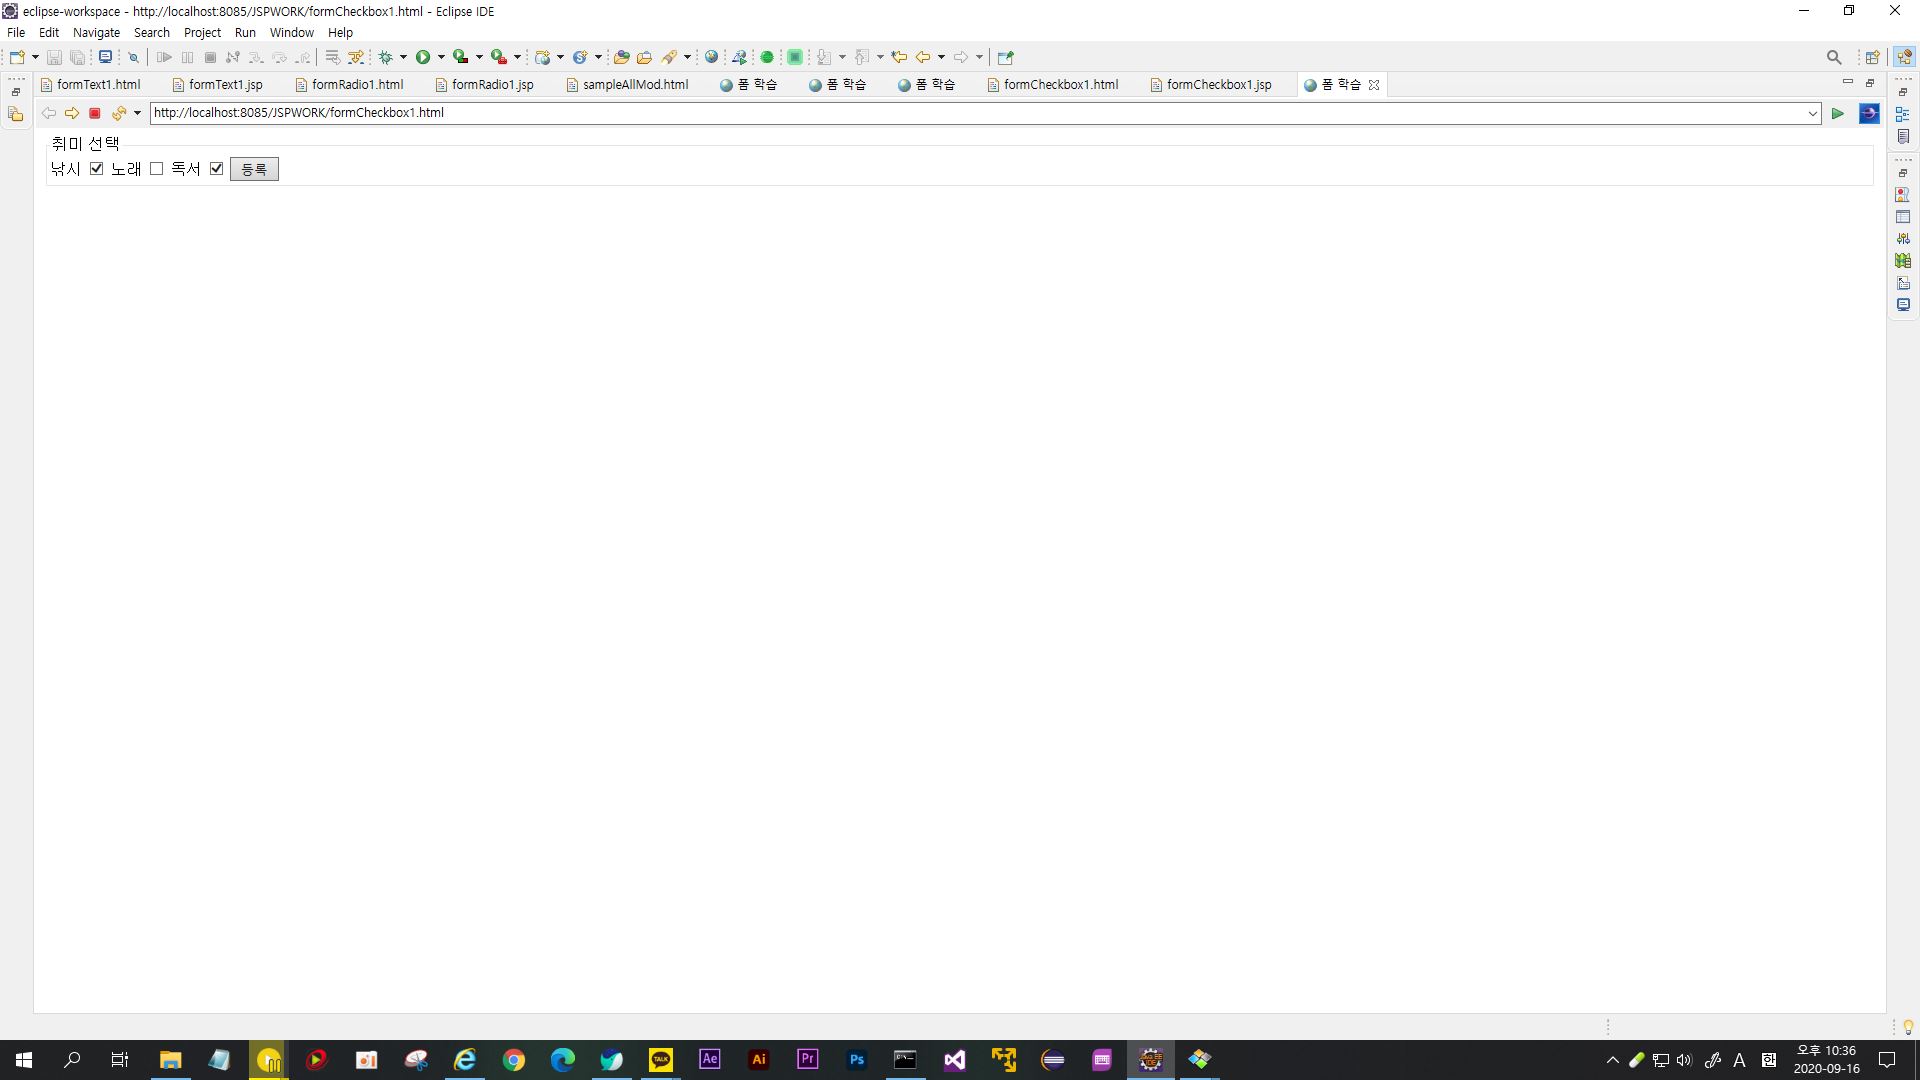 eclipse-workspace - http://localhost:8085/JSPWORK/formCheckbox1.html - Eclipse IDE
File Edit Navigate Search Project Run Window Help
formText1.html formText1.jsp formRadio1.html formRadio1.jsp sampleAllMod.html 폼 학습 폼 학습 폼 학습 formCheckbox1.html formCheckbox1.jsp 폼 학습
http://localhost:8085/JSPWORK/formCheckbox1.html
취미 선택
낚시 노래 독서 등록
TALK Ae Ai Pr Ps A 오후 10:36
2020-09-16